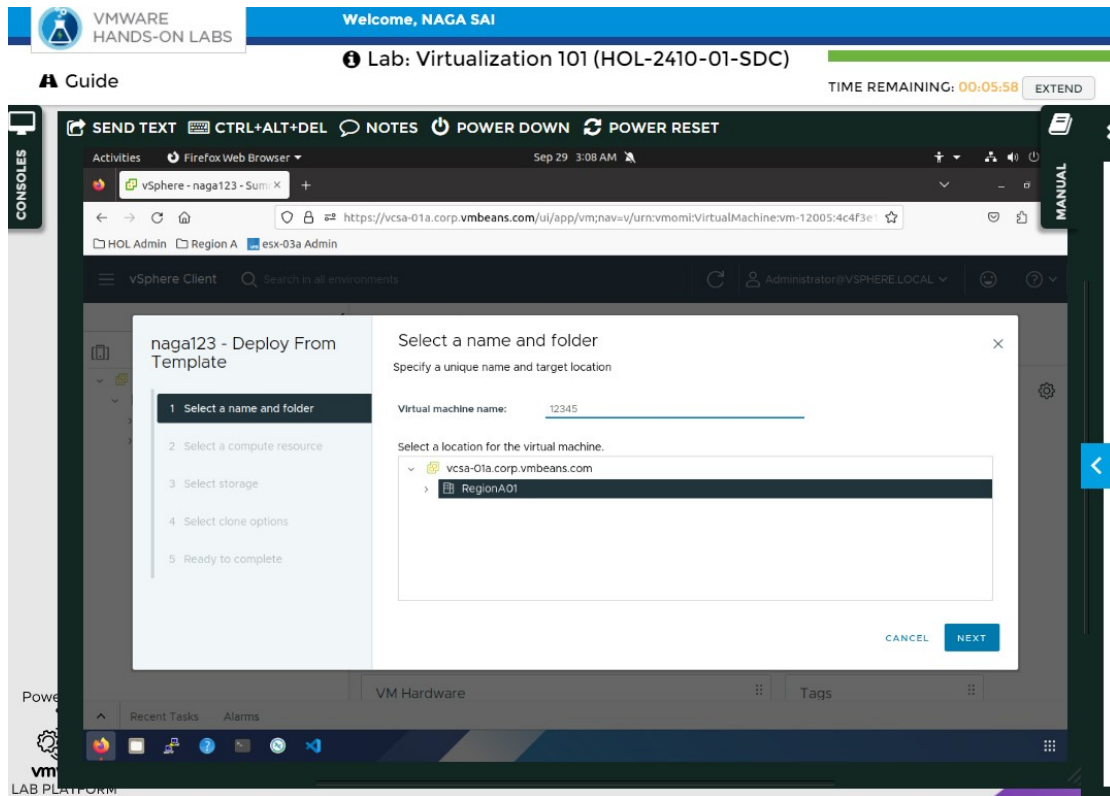 VMWARE
HANDS-ON LABS
Welcome, NAGA SAI
Lab: Virtualization 101 (HOL-2410-01-SDC)
Guide
TIME REMAINING: 00:05:58 EXTEND
CONSOLES
SEND TEXT CTRL+ALT+DEL NOTES POWER DOWN POWER RESET
MANUAL
Activities Firefox Web Browser Sep 29 3:08 AM
vSphere - naga123 - Sum
https://vcsa-01a.corp.vmbeans.com/ui/app/vm;nav=v/urn:vmomi:VirtualMachine:vm-12005:4c4f3e
HOL Admin Region A esx-03a Admin
vSphere Client Search in all environments Administrator@VSPHERE.LOCAL
naga123 - Deploy From
Template
1 Select a name and folder
2 Select a compute resource
3 Select storage
4 Select clone options
5 Ready to complete
Select a name and folder
Specify a unique name and target location
Virtual machine name: 12345
Select a location for the virtual machine.
vcsa-01a.corp.vmbeans.com
RegionA01
CANCEL NEXT
VM Hardware Tags
Recent Tasks Alarms
Powe
vm
LAB PLATFORM